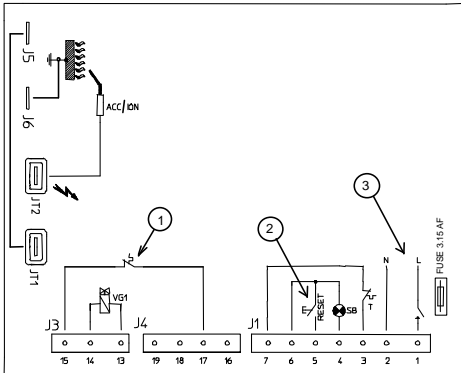 J5
J6
ACC/ION
JT2
JT1
1
2
3
N
L
FUSE 3.15 AF
VG1
RESET
SB
T
J3
J4
J1
15
14
13
19
18
17
16
7
6
5
4
3
2
1